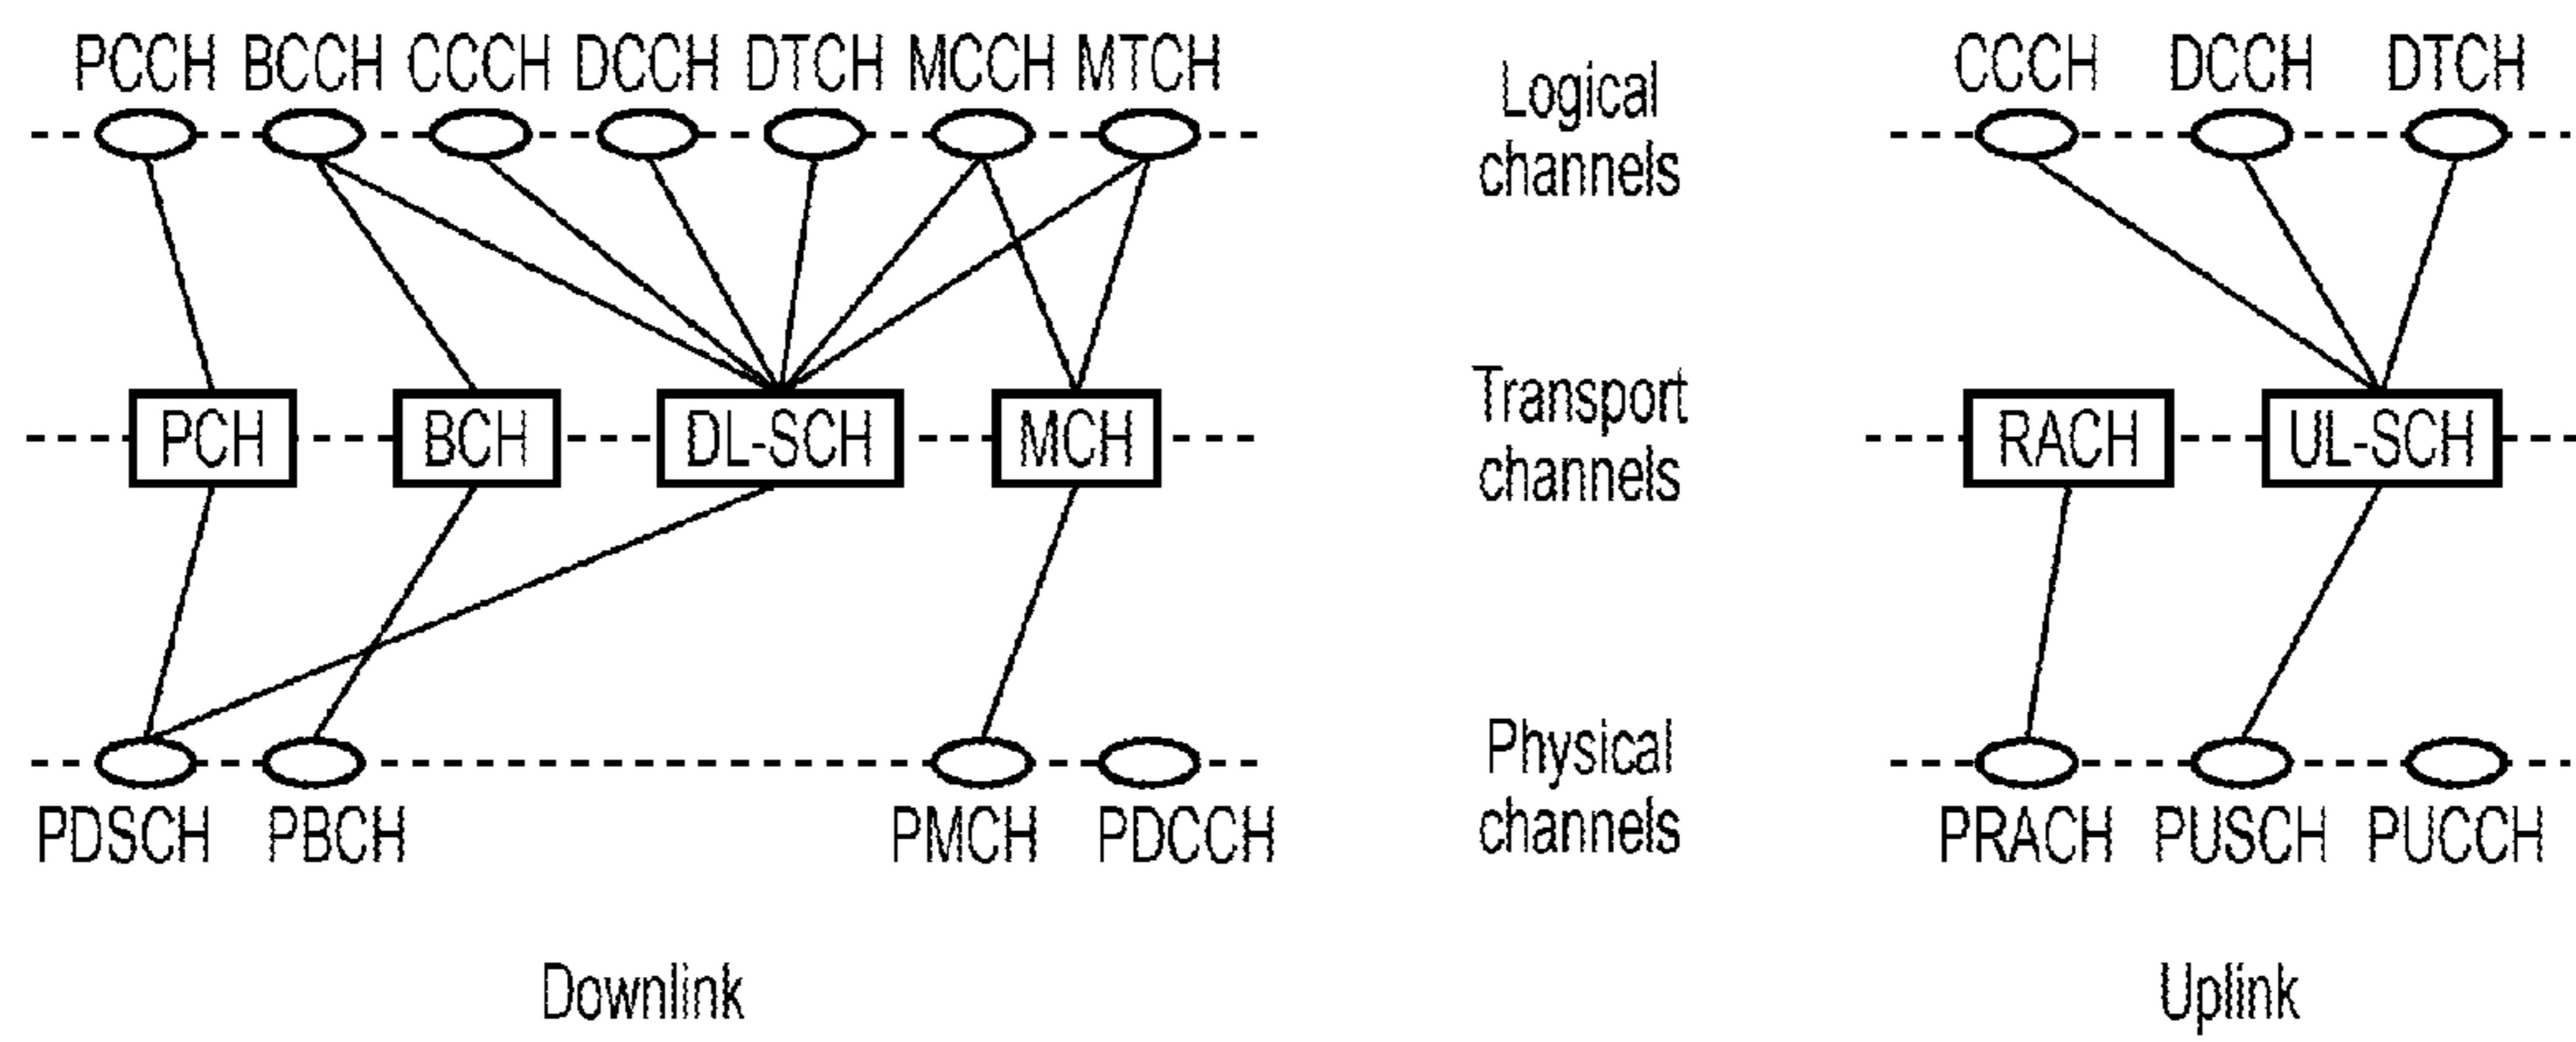 PCCH BCCH CCCH DCCH DTCH MCCH MTCH
Logical
channels
CCCH DCCH DTCH
PCH BCH DL-SCH MCH
Transport
channels
RACH UL-SCH
PDSCH PBCH PMCH PDCCH
Physical
channels
PRACH PUSCH PUCCH
Downlink
Uplink